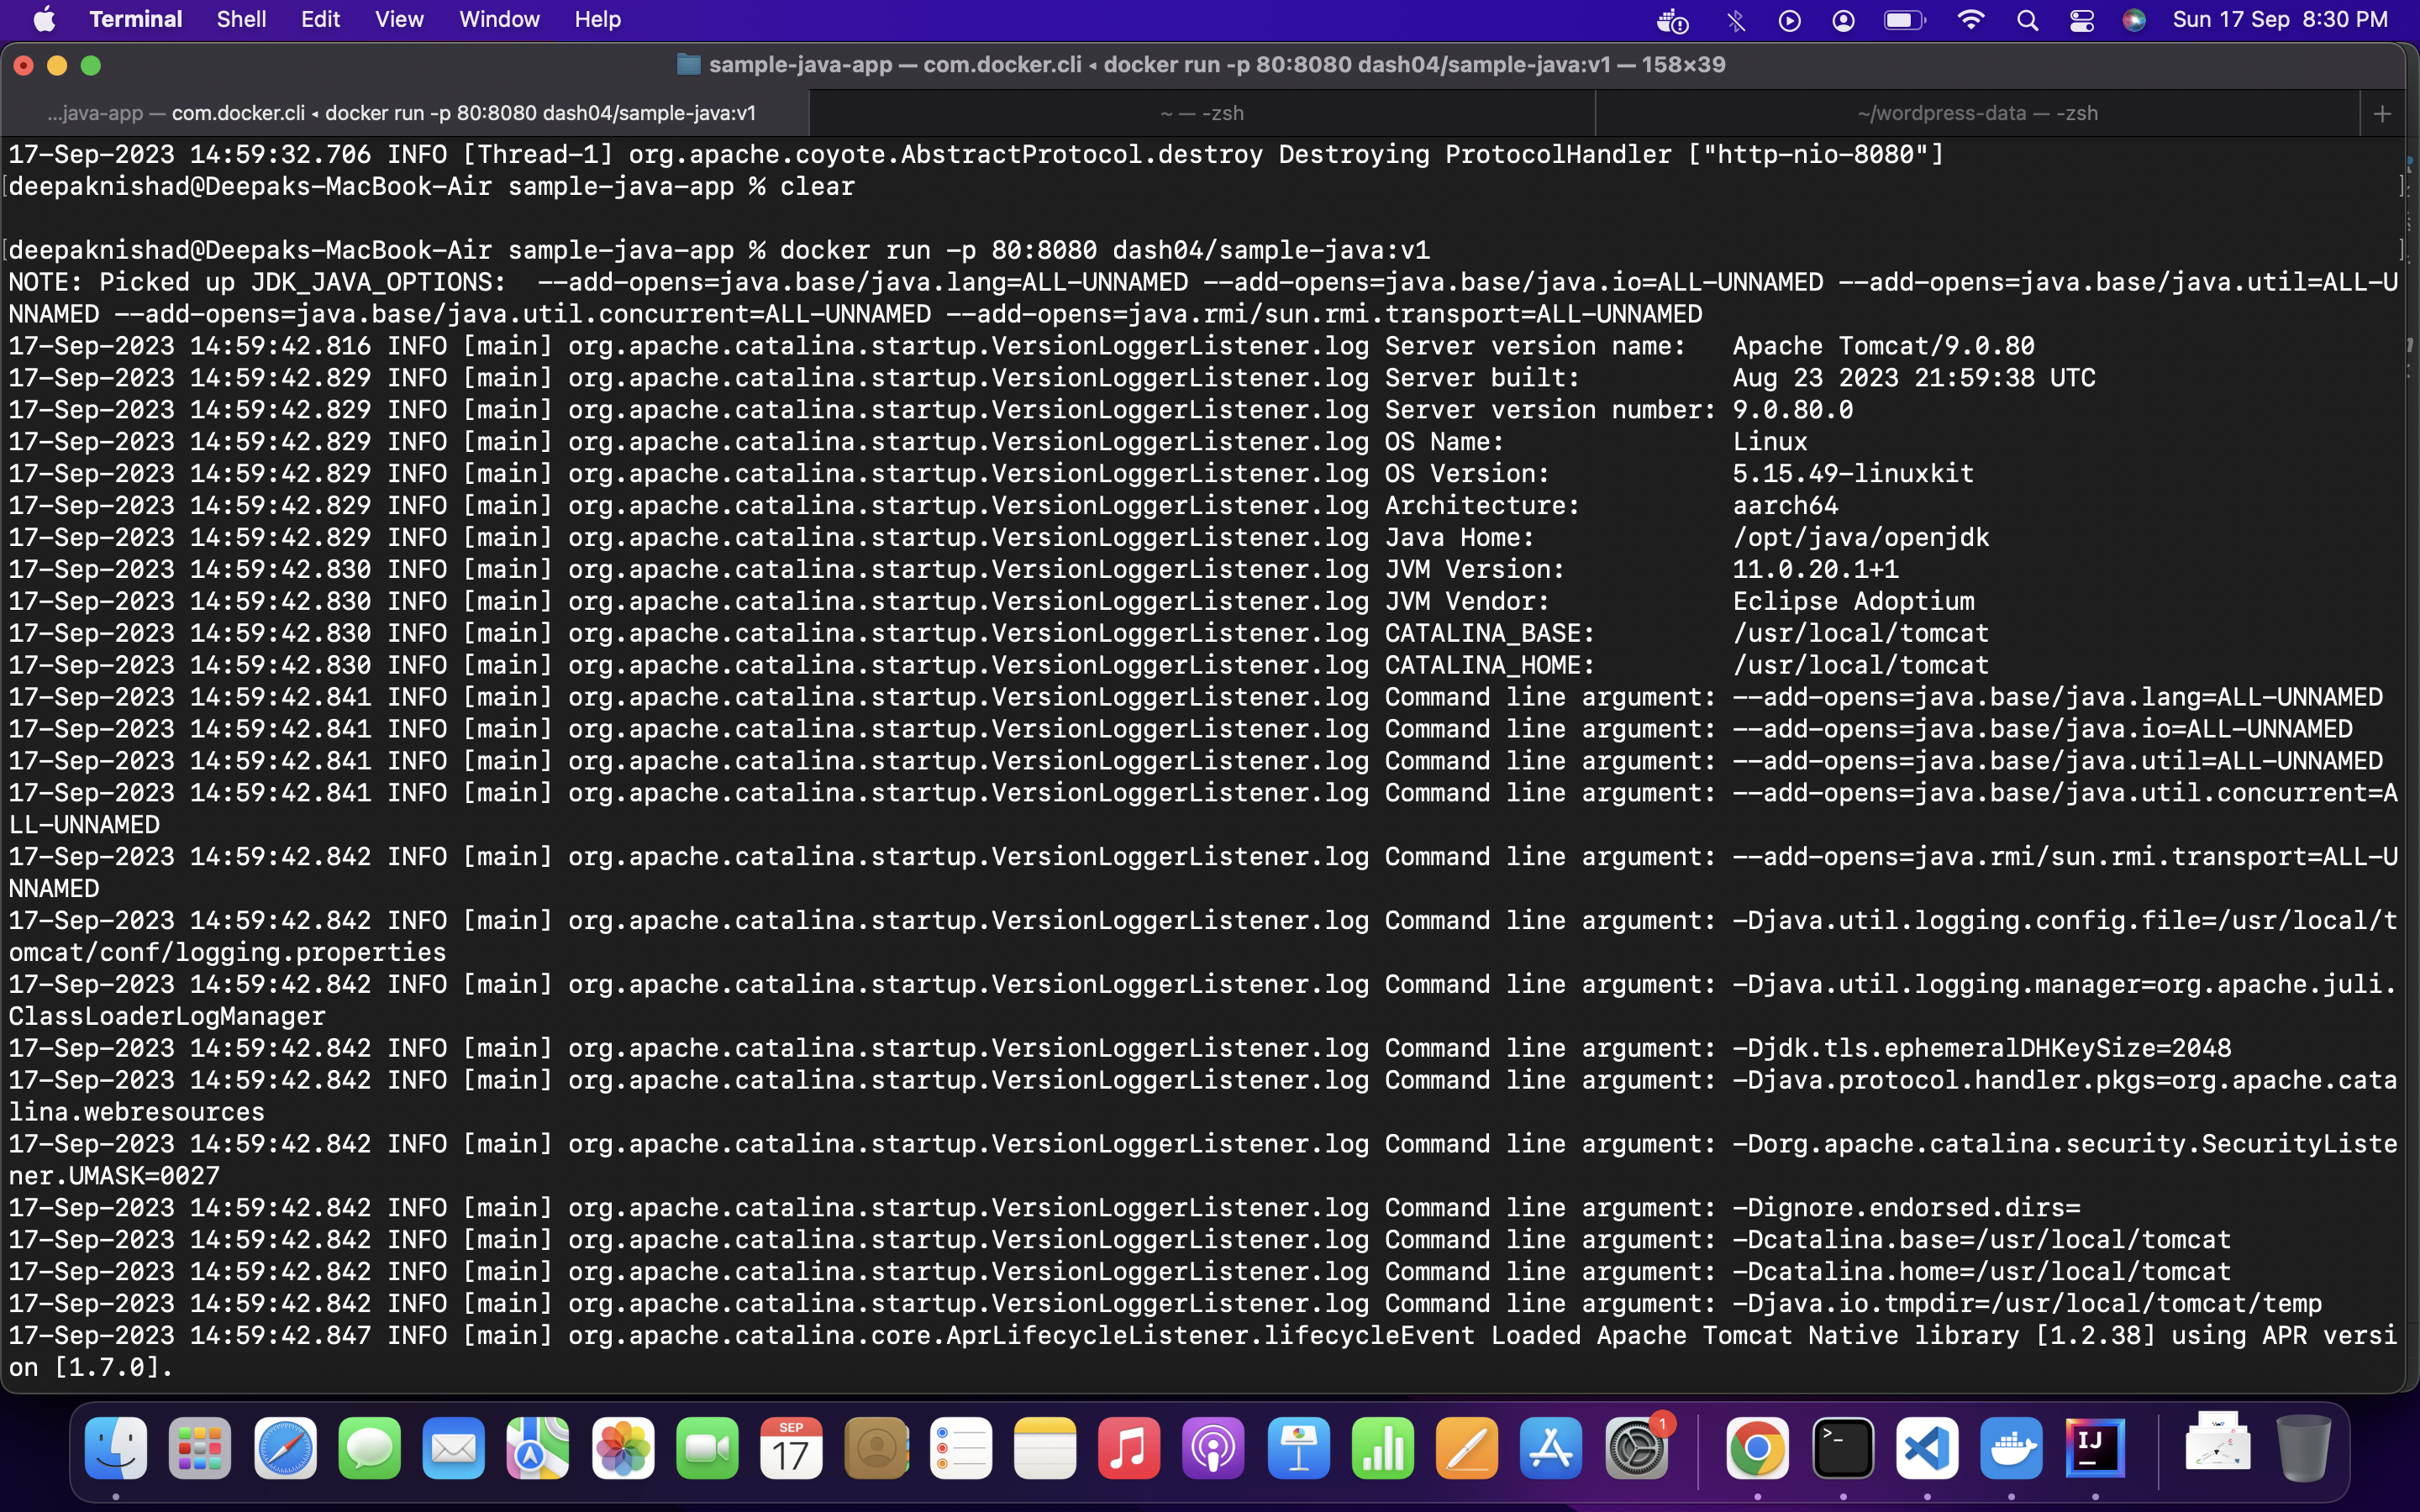 Terminal Shell Edit View Window Help Sun 17 Sep 8:30 PM
sample-java-app — com.docker.cli ◂ docker run -p 80:8080 dash04/sample-java:v1 — 158×39
...java-app — com.docker.cli ◂ docker run -p 80:8080 dash04/sample-java:v1 ~ — -zsh ~/wordpress-data — -zsh +
17-Sep-2023 14:59:32.706 INFO [Thread-1] org.apache.coyote.AbstractProtocol.destroy Destroying ProtocolHandler ["http-nio-8080"]
[deepaknishad@Deepaks-MacBook-Air sample-java-app % clear ]
[deepaknishad@Deepaks-MacBook-Air sample-java-app % docker run -p 80:8080 dash04/sample-java:v1 ]
NOTE: Picked up JDK_JAVA_OPTIONS:  --add-opens=java.base/java.lang=ALL-UNNAMED --add-opens=java.base/java.io=ALL-UNNAMED --add-opens=java.base/java.util=ALL-U
NNAMED --add-opens=java.base/java.util.concurrent=ALL-UNNAMED --add-opens=java.rmi/sun.rmi.transport=ALL-UNNAMED
17-Sep-2023 14:59:42.816 INFO [main] org.apache.catalina.startup.VersionLoggerListener.log Server version name:   Apache Tomcat/9.0.80
17-Sep-2023 14:59:42.829 INFO [main] org.apache.catalina.startup.VersionLoggerListener.log Server built:          Aug 23 2023 21:59:38 UTC
17-Sep-2023 14:59:42.829 INFO [main] org.apache.catalina.startup.VersionLoggerListener.log Server version number: 9.0.80.0
17-Sep-2023 14:59:42.829 INFO [main] org.apache.catalina.startup.VersionLoggerListener.log OS Name:               Linux
17-Sep-2023 14:59:42.829 INFO [main] org.apache.catalina.startup.VersionLoggerListener.log OS Version:            5.15.49-linuxkit
17-Sep-2023 14:59:42.829 INFO [main] org.apache.catalina.startup.VersionLoggerListener.log Architecture:          aarch64
17-Sep-2023 14:59:42.829 INFO [main] org.apache.catalina.startup.VersionLoggerListener.log Java Home:             /opt/java/openjdk
17-Sep-2023 14:59:42.830 INFO [main] org.apache.catalina.startup.VersionLoggerListener.log JVM Version:           11.0.20.1+1
17-Sep-2023 14:59:42.830 INFO [main] org.apache.catalina.startup.VersionLoggerListener.log JVM Vendor:            Eclipse Adoptium
17-Sep-2023 14:59:42.830 INFO [main] org.apache.catalina.startup.VersionLoggerListener.log CATALINA_BASE:         /usr/local/tomcat
17-Sep-2023 14:59:42.830 INFO [main] org.apache.catalina.startup.VersionLoggerListener.log CATALINA_HOME:         /usr/local/tomcat
17-Sep-2023 14:59:42.841 INFO [main] org.apache.catalina.startup.VersionLoggerListener.log Command line argument: --add-opens=java.base/java.lang=ALL-UNNAMED
17-Sep-2023 14:59:42.841 INFO [main] org.apache.catalina.startup.VersionLoggerListener.log Command line argument: --add-opens=java.base/java.io=ALL-UNNAMED
17-Sep-2023 14:59:42.841 INFO [main] org.apache.catalina.startup.VersionLoggerListener.log Command line argument: --add-opens=java.base/java.util=ALL-UNNAMED
17-Sep-2023 14:59:42.841 INFO [main] org.apache.catalina.startup.VersionLoggerListener.log Command line argument: --add-opens=java.base/java.util.concurrent=A
LL-UNNAMED
17-Sep-2023 14:59:42.842 INFO [main] org.apache.catalina.startup.VersionLoggerListener.log Command line argument: --add-opens=java.rmi/sun.rmi.transport=ALL-U
NNAMED
17-Sep-2023 14:59:42.842 INFO [main] org.apache.catalina.startup.VersionLoggerListener.log Command line argument: -Djava.util.logging.config.file=/usr/local/t
omcat/conf/logging.properties
17-Sep-2023 14:59:42.842 INFO [main] org.apache.catalina.startup.VersionLoggerListener.log Command line argument: -Djava.util.logging.manager=org.apache.juli.
ClassLoaderLogManager
17-Sep-2023 14:59:42.842 INFO [main] org.apache.catalina.startup.VersionLoggerListener.log Command line argument: -Djdk.tls.ephemeralDHKeySize=2048
17-Sep-2023 14:59:42.842 INFO [main] org.apache.catalina.startup.VersionLoggerListener.log Command line argument: -Djava.protocol.handler.pkgs=org.apache.cata
lina.webresources
17-Sep-2023 14:59:42.842 INFO [main] org.apache.catalina.startup.VersionLoggerListener.log Command line argument: -Dorg.apache.catalina.security.SecurityListe
ner.UMASK=0027
17-Sep-2023 14:59:42.842 INFO [main] org.apache.catalina.startup.VersionLoggerListener.log Command line argument: -Dignore.endorsed.dirs=
17-Sep-2023 14:59:42.842 INFO [main] org.apache.catalina.startup.VersionLoggerListener.log Command line argument: -Dcatalina.base=/usr/local/tomcat
17-Sep-2023 14:59:42.842 INFO [main] org.apache.catalina.startup.VersionLoggerListener.log Command line argument: -Dcatalina.home=/usr/local/tomcat
17-Sep-2023 14:59:42.842 INFO [main] org.apache.catalina.startup.VersionLoggerListener.log Command line argument: -Djava.io.tmpdir=/usr/local/tomcat/temp
17-Sep-2023 14:59:42.847 INFO [main] org.apache.catalina.core.AprLifecycleListener.lifecycleEvent Loaded Apache Tomcat Native library [1.2.38] using APR versi
on [1.7.0].
SEP
17
1
>_
IJ